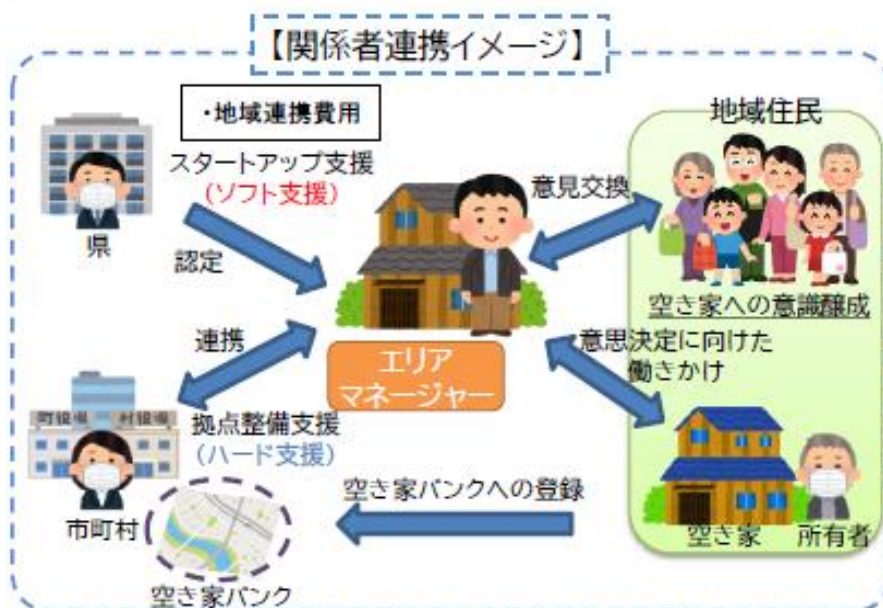 【関係者連携イメージ】
・地域連携費用
スタートアップ支援
(ソフト支援)
県
認定
意見交換
地域住民
空き家への意識醸成
連携
エリア
マネージャー
意思決定に向けた
働きかけ
町役場 村役場
拠点整備支援
(ハード支援)
市町村
空き家バンクへの登録
空き家 所有者
空き家バンク